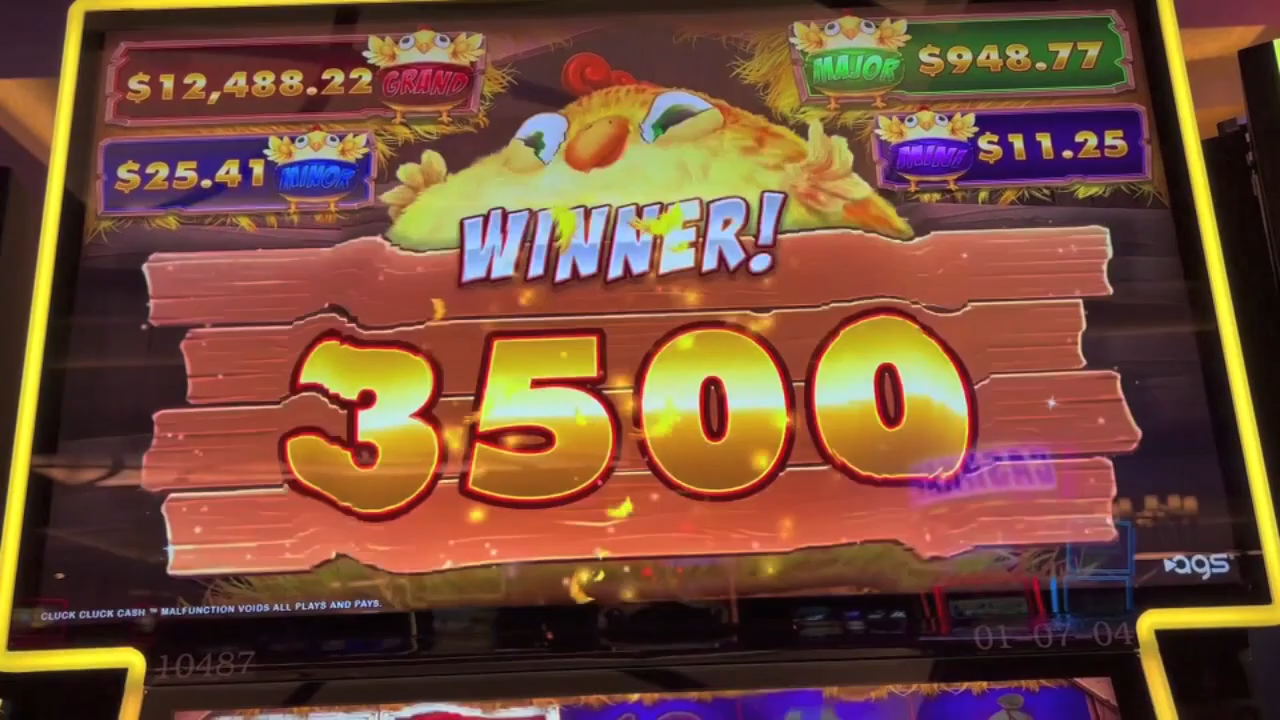 $12,488.22 GRAND
MAJOR $948.77
$25.41 MINOR
MINI $11.25
WINNER!
3500
ags
CLUCK CLUCK CASH ™ MALFUNCTION VOIDS ALL PLAYS AND PAYS.
10487
01-07-04